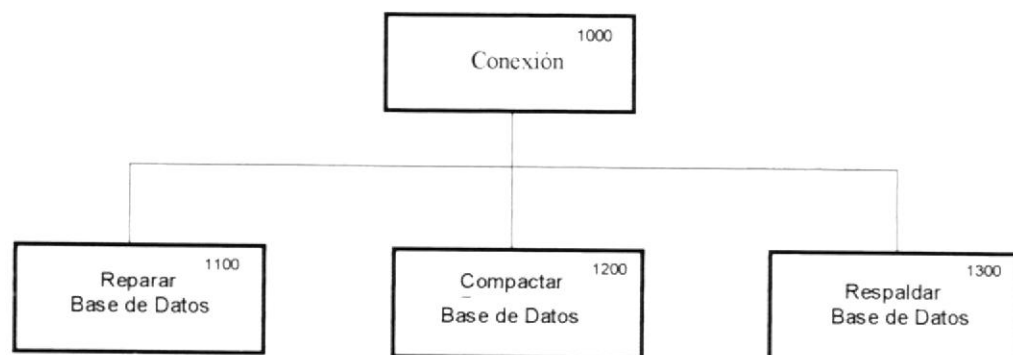 1000
Conexión
1100
Reparar
Base de Datos
1200
Compactar
Base de Datos
1300
Respaldar
Base de Datos